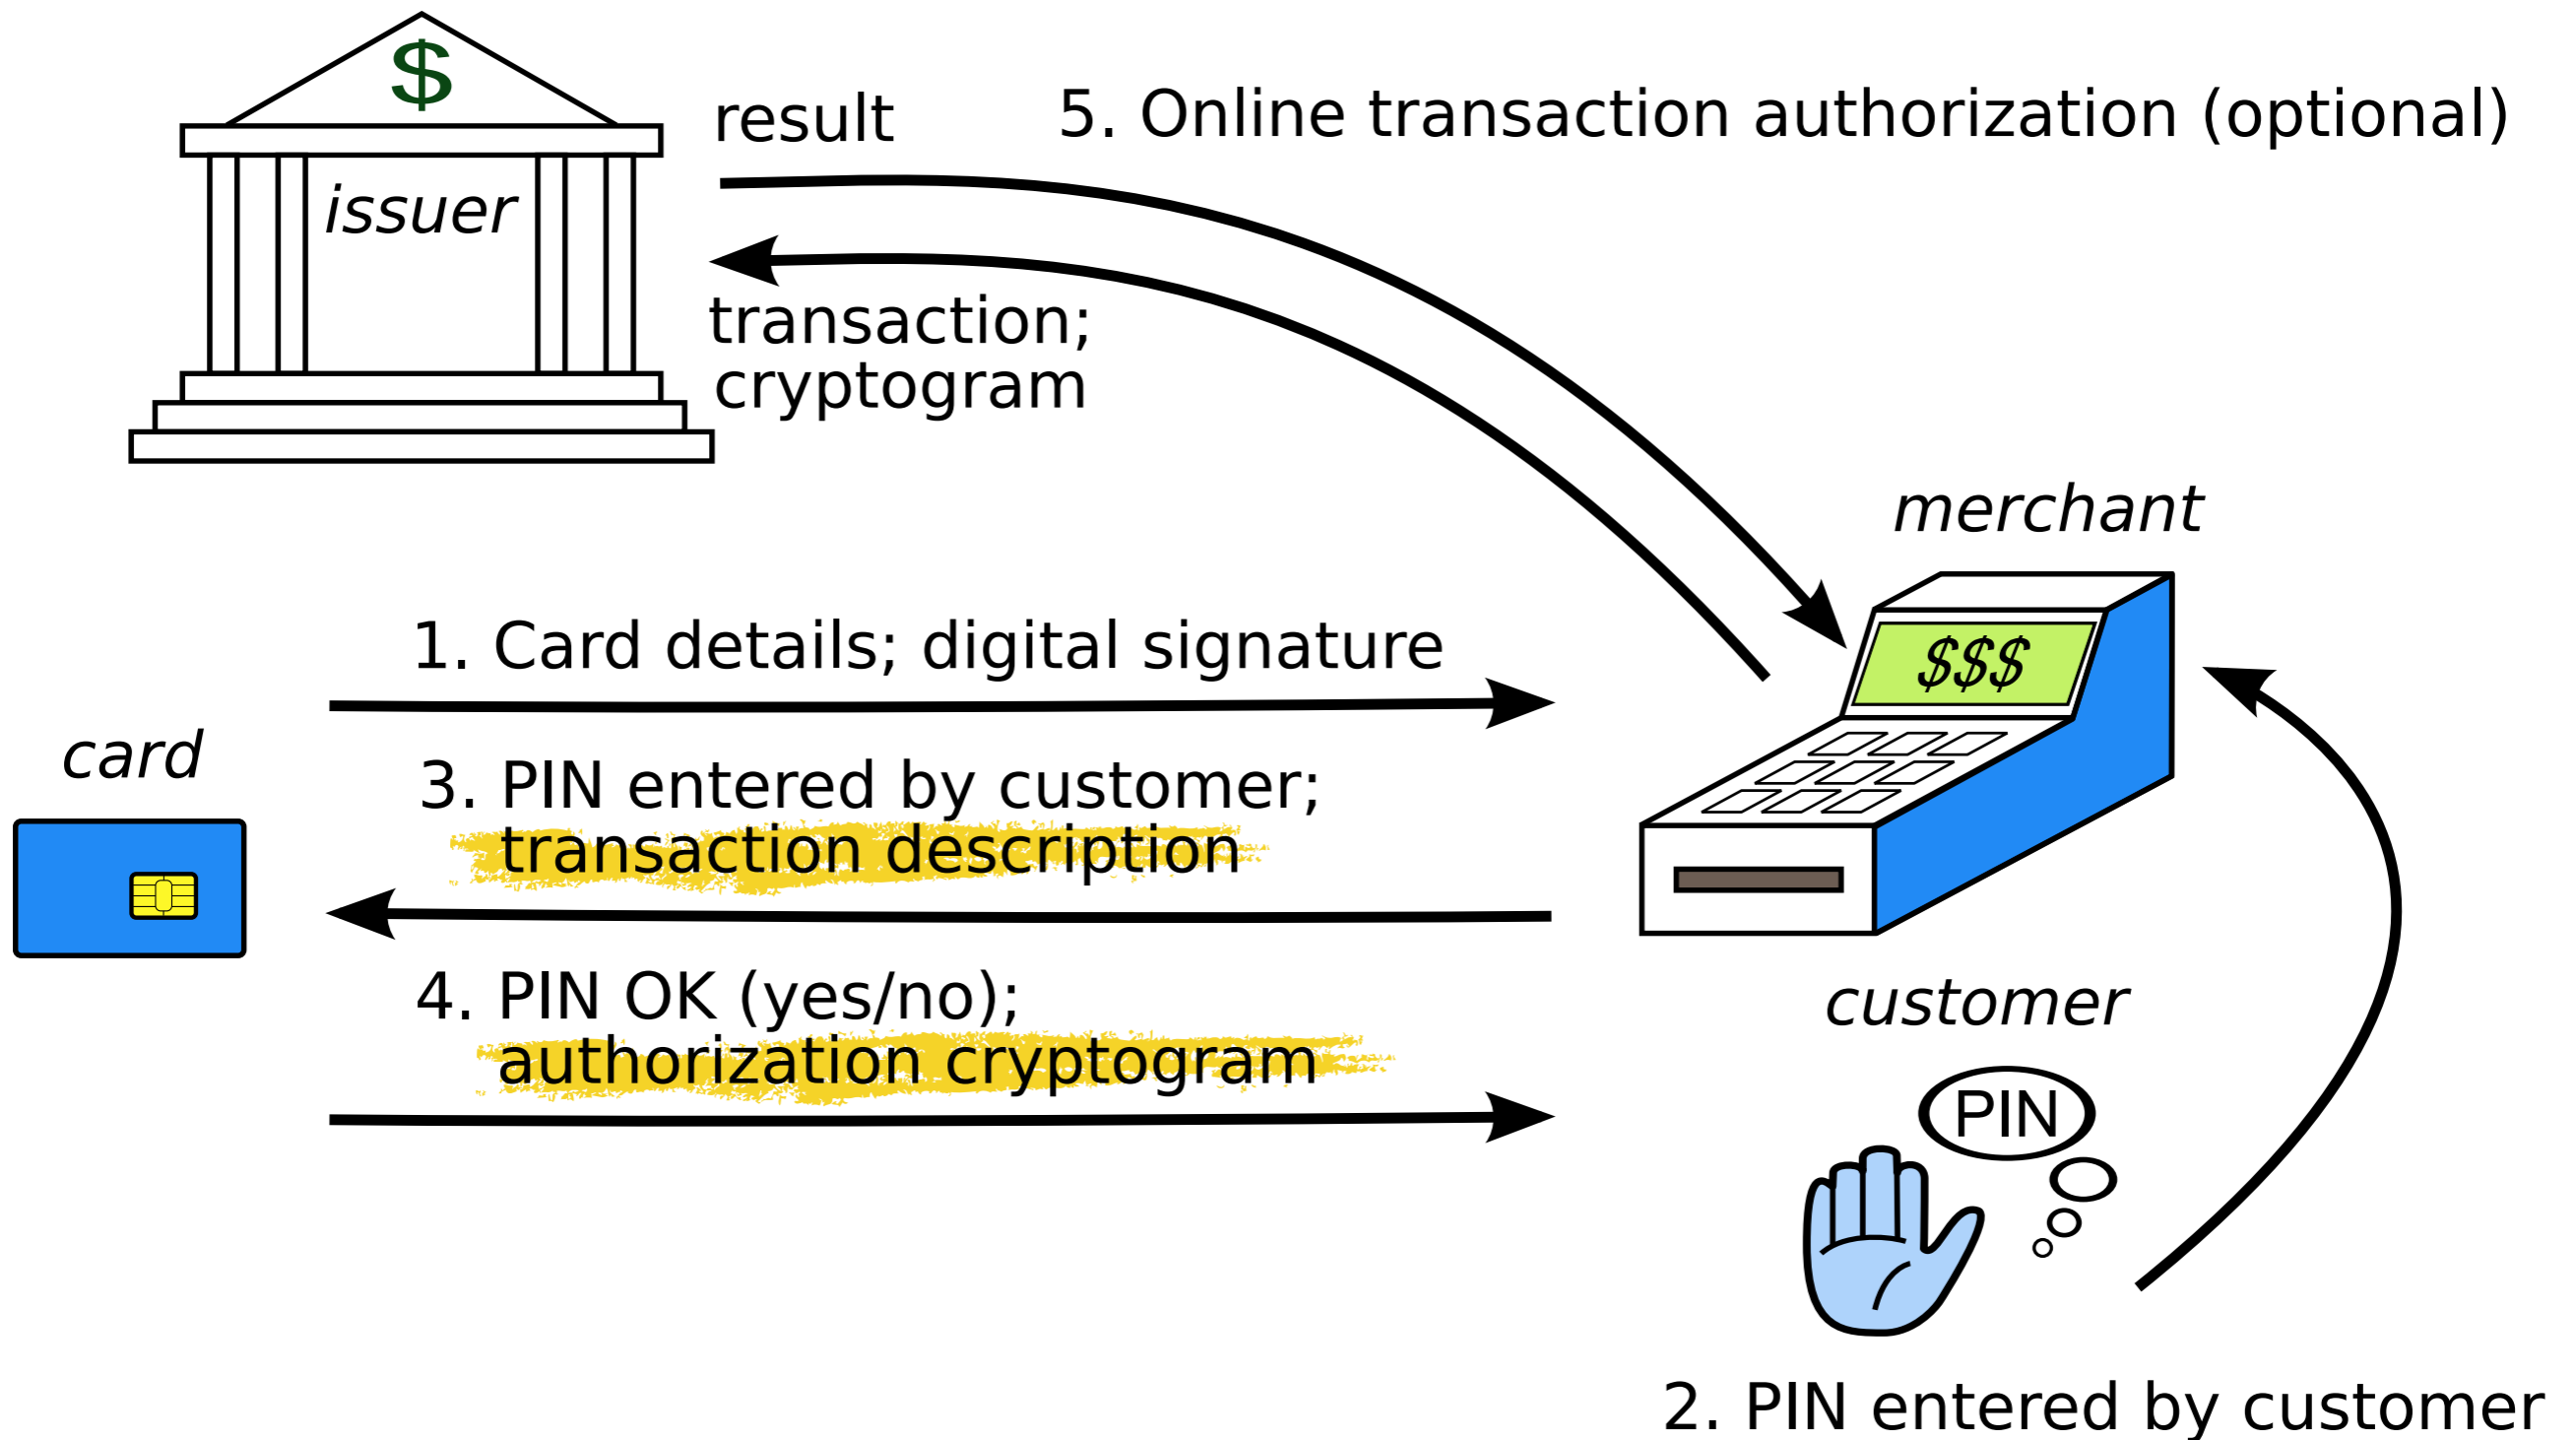 $
issuer
result
5. Online transaction authorization (optional)
transaction;
cryptogram
merchant
$$$
1. Card details; digital signature
card
3. PIN entered by customer;
transaction description
4. PIN OK (yes/no);
authorization cryptogram
customer
PIN
2. PIN entered by customer